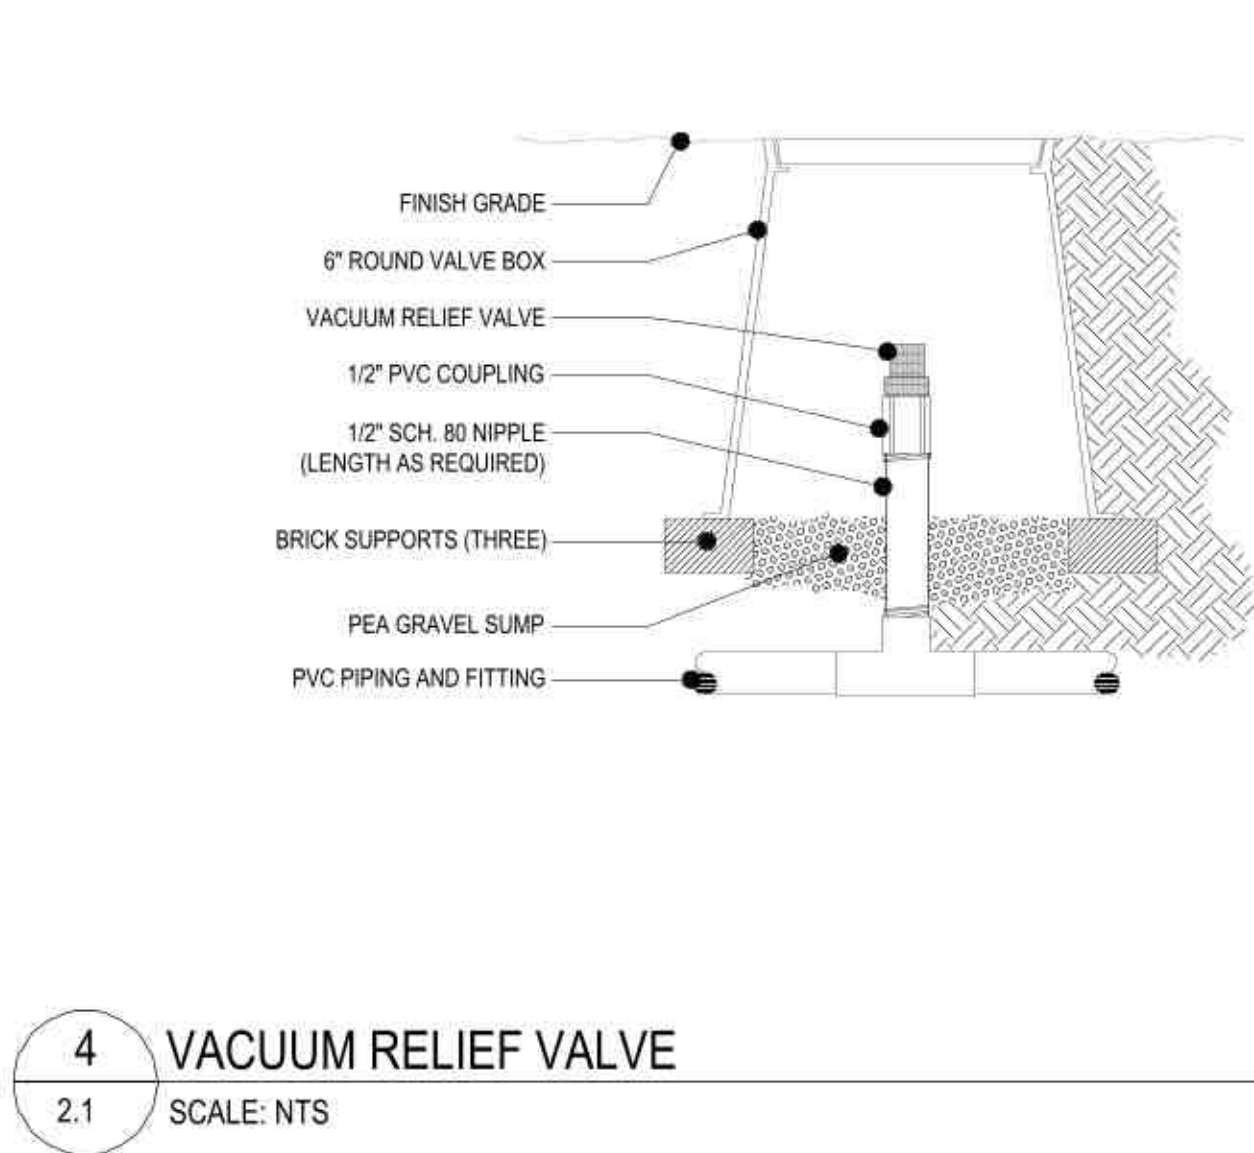 FINISH GRADE
6" ROUND VALVE BOX
VACUUM RELIEF VALVE
1/2" PVC COUPLING
1/2" SCH. 80 NIPPLE
(LENGTH AS REQUIRED)
BRICK SUPPORTS (THREE)
PEA GRAVEL SUMP
PVC PIPING AND FITTING
4
VACUUM RELIEF VALVE
2.1
SCALE: NTS